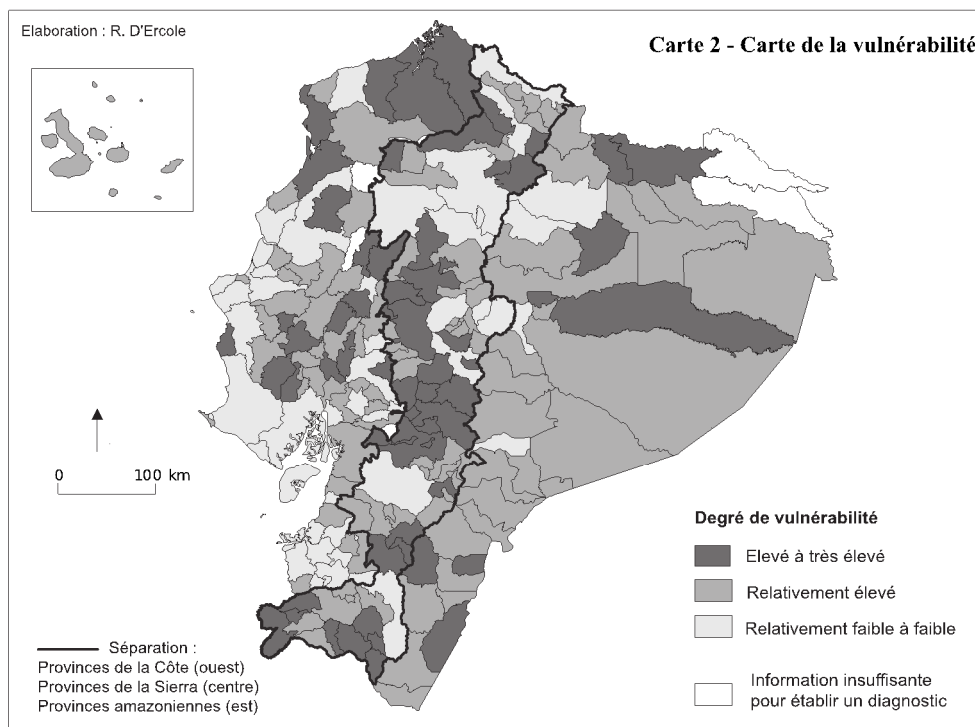 Elaboration : R. D'Ercole
Carte 2 - Carte de la vulnérabilité
0 100 km
Degré de vulnérabilité
Elevé à très élevé
Relativement élevé
Relativement faible à faible
Information insuffisante
pour établir un diagnostic
Séparation :
Provinces de la Côte (ouest)
Provinces de la Sierra (centre)
Provinces amazoniennes (est)